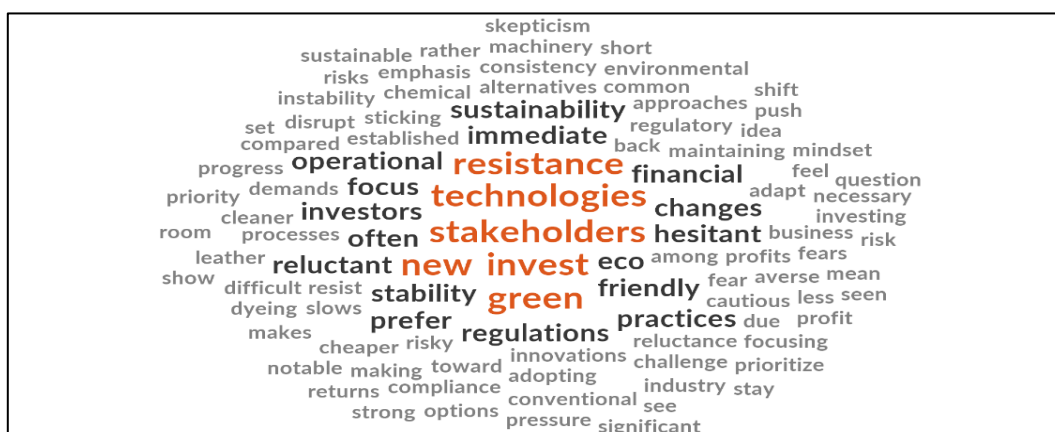 skepticism
sustainable rather machinery short
risks emphasis consistency environmental
instability chemical alternatives common shift
set disrupt sticking sustainability approaches push
compared established immediate back regulatory idea
progress operational resistance financial maintaining mindset
priority demands focus technologies adapt feel question
cleaner investors changes necessary
room processes often stakeholders hesitant business investing risk
leather reluctant new invest eco among profits fears
show difficult resist stability green friendly fear averse mean
dyeing slows prefer practices cautious less seen
makes regulations due profit
cheaper risky innovations reluctance focusing
notable making toward adopting challenge prioritize
returns compliance conventional industry stay
strong options pressure see
significant